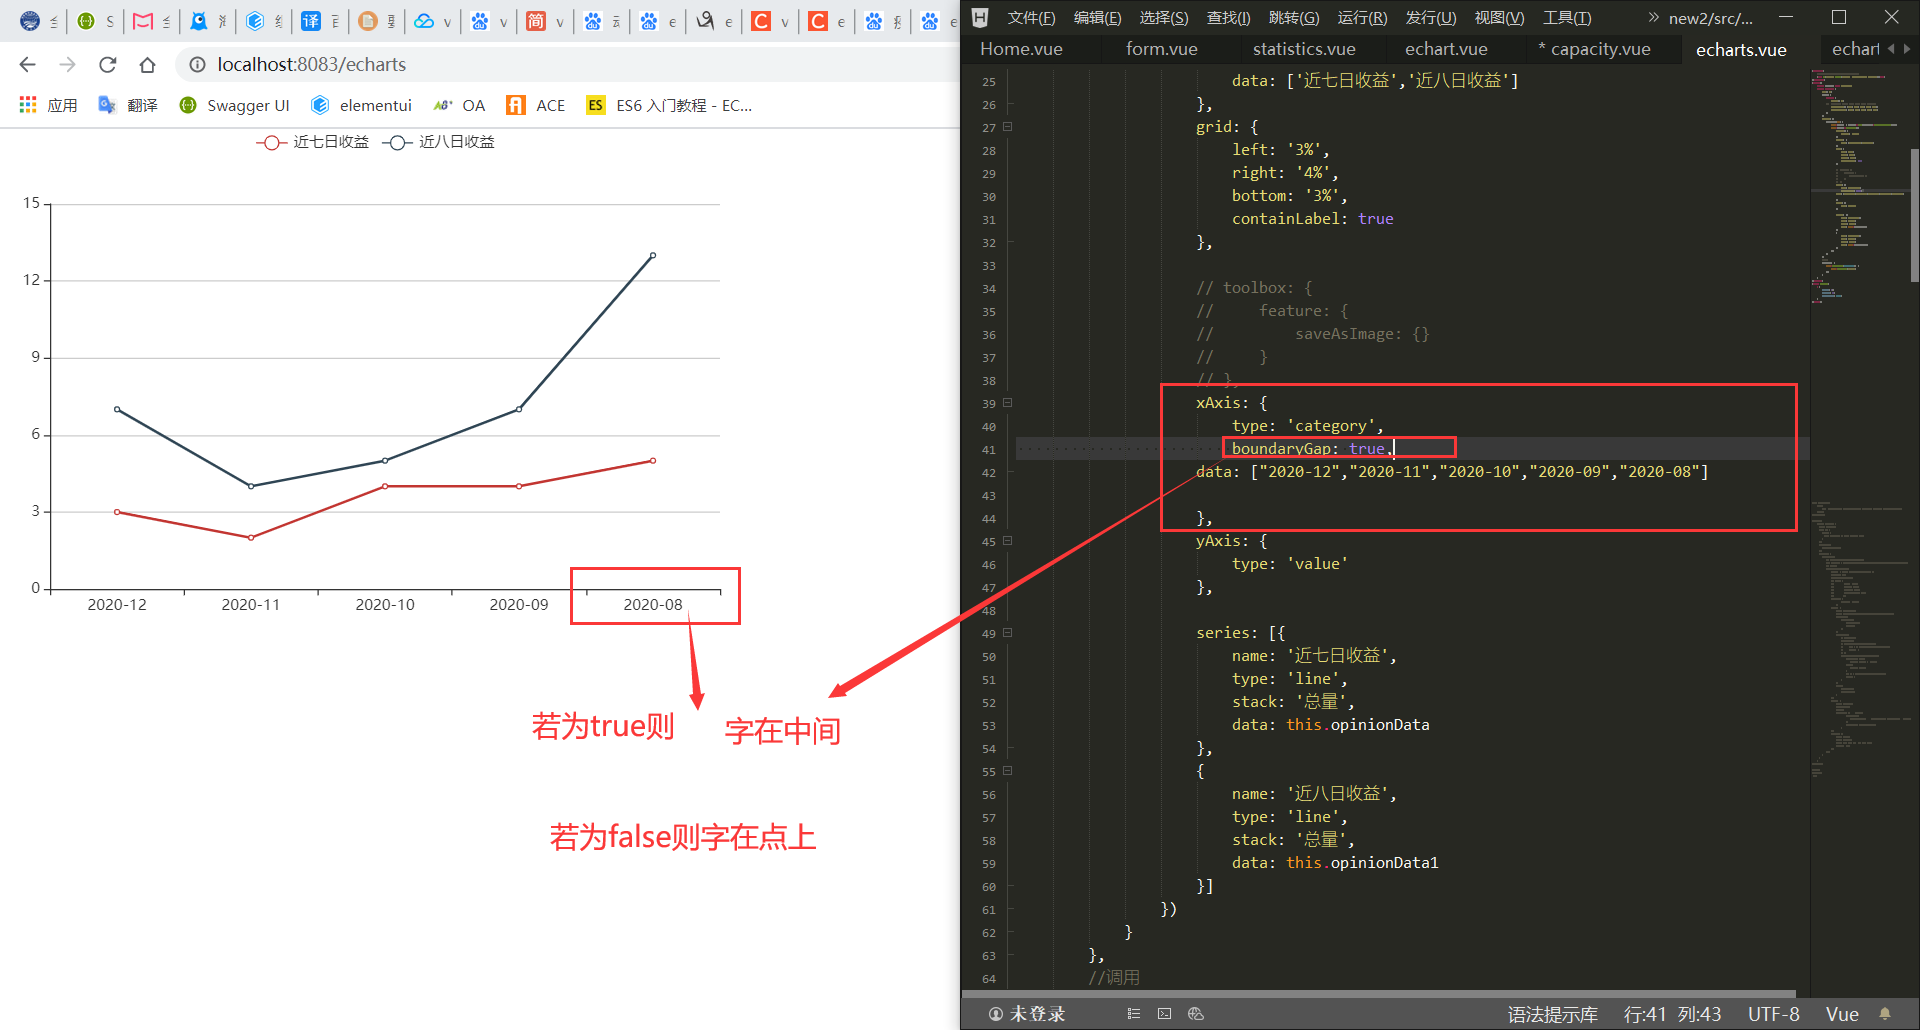 localhost:8083/echarts
应用 翻译 Swagger UI elementui OA ACE ES6 入门教程 - EC...
近七日收益 近八日收益
15
12
9
6
3
0
2020-12 2020-11 2020-10 2020-09 2020-08
若为true则 字在中间
若为false则字在点上
文件(F) 编辑(E) 选择(S) 查找(I) 跳转(G) 运行(R) 发行(U) 视图(V) 工具(T) » new2/src/...
Home.vue form.vue statistics.vue echart.vue * capacity.vue echarts.vue echart
25 data: ['近七日收益','近八日收益']
26 },
27 grid: {
28 left: '3%',
29 right: '4%',
30 bottom: '3%',
31 containLabel: true
32 },
33
34 // toolbox: {
35 // feature: {
36 // saveAsImage: {}
37 // }
38 // },
39 xAxis: {
40 type: 'category',
41 boundaryGap: true,
42 data: ["2020-12","2020-11","2020-10","2020-09","2020-08"]
43
44 },
45 yAxis: {
46 type: 'value'
47 },
48
49 series: [{
50 name: '近七日收益',
51 type: 'line',
52 stack: '总量',
53 data: this.opinionData
54 },
55 {
56 name: '近八日收益',
57 type: 'line',
58 stack: '总量',
59 data: this.opinionData1
60 }]
61 })
62 }
63 },
64 //调用
未登录 语法提示库 行:41 列:43 UTF-8 Vue